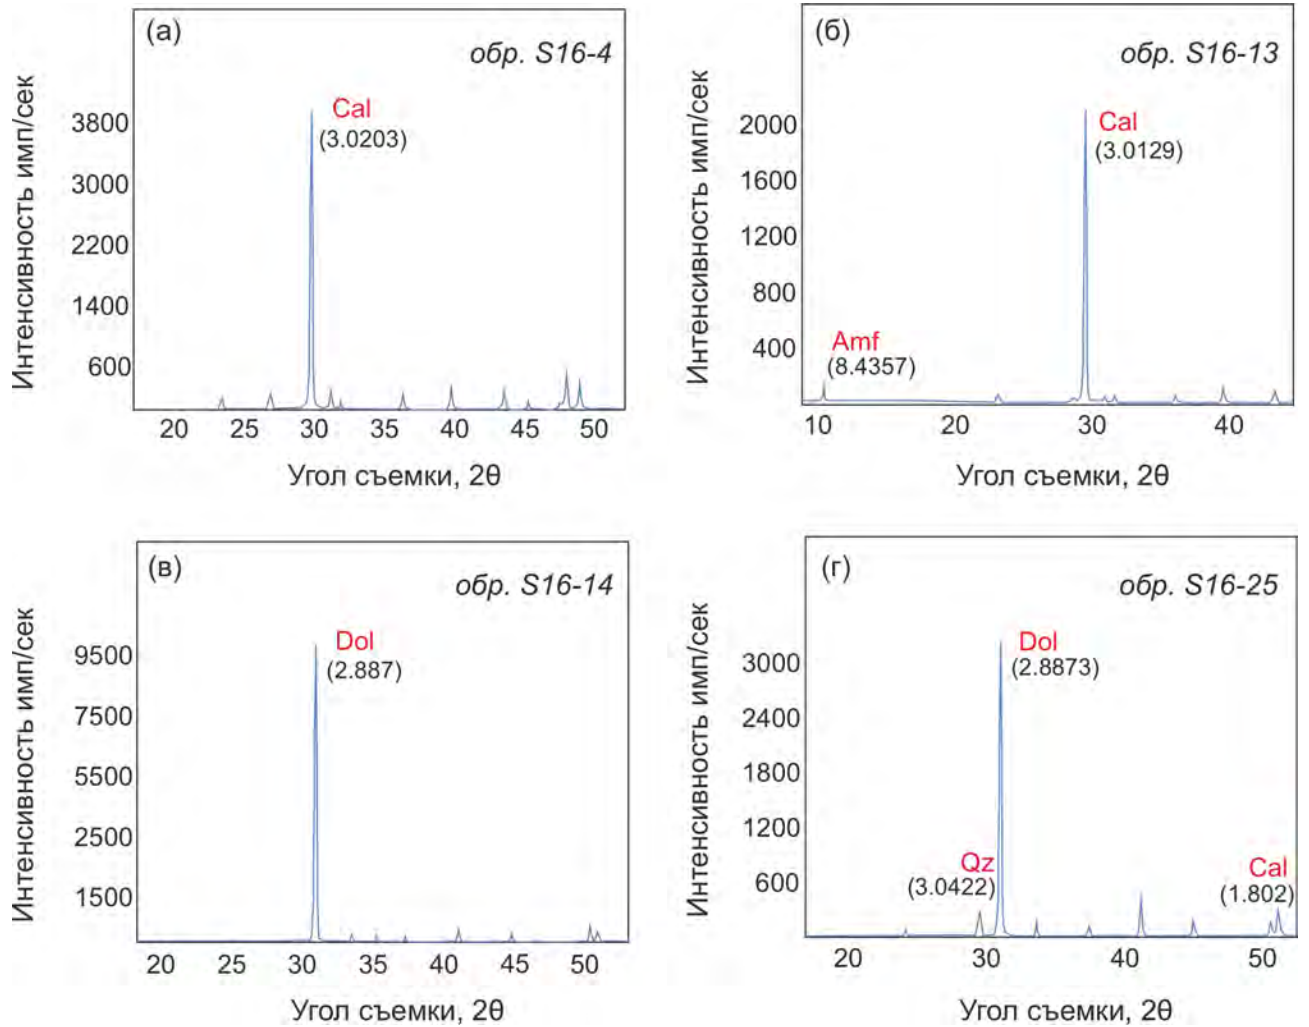 (а)
обр. S16-4
Интенсивность имп/сек
3800
3000
2200
1400
600
Cal
(3.0203)
20 25 30 35 40 45 50
Угол съемки, 2θ
(б)
обр. S16-13
Интенсивность имп/сек
2000
1600
1200
800
400
Cal
(3.0129)
Amf
(8.4357)
10 20 30 40
Угол съемки, 2θ
(в)
обр. S16-14
Интенсивность имп/сек
9500
7500
5500
2500
1500
Dol
(2.887)
20 25 30 35 40 45 50
Угол съемки, 2θ
(г)
обр. S16-25
Интенсивность имп/сек
3000
2400
1800
1200
600
Dol
(2.8873)
Qz
(3.0422)
Cal
(1.802)
20 30 40 50
Угол съемки, 2θ